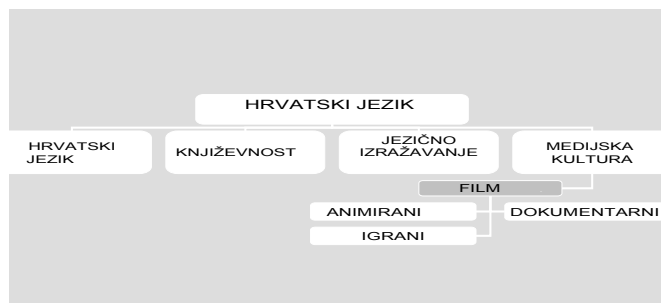 HRVATSKI JEZIK
HRVATSKI
JEZIK
KNJIŽEVNOST
JEZIČNO
IZRAŽAVANJE
MEDIJSKA
KULTURA
FILM
ANIMIRANI
DOKUMENTARNI
IGRANI